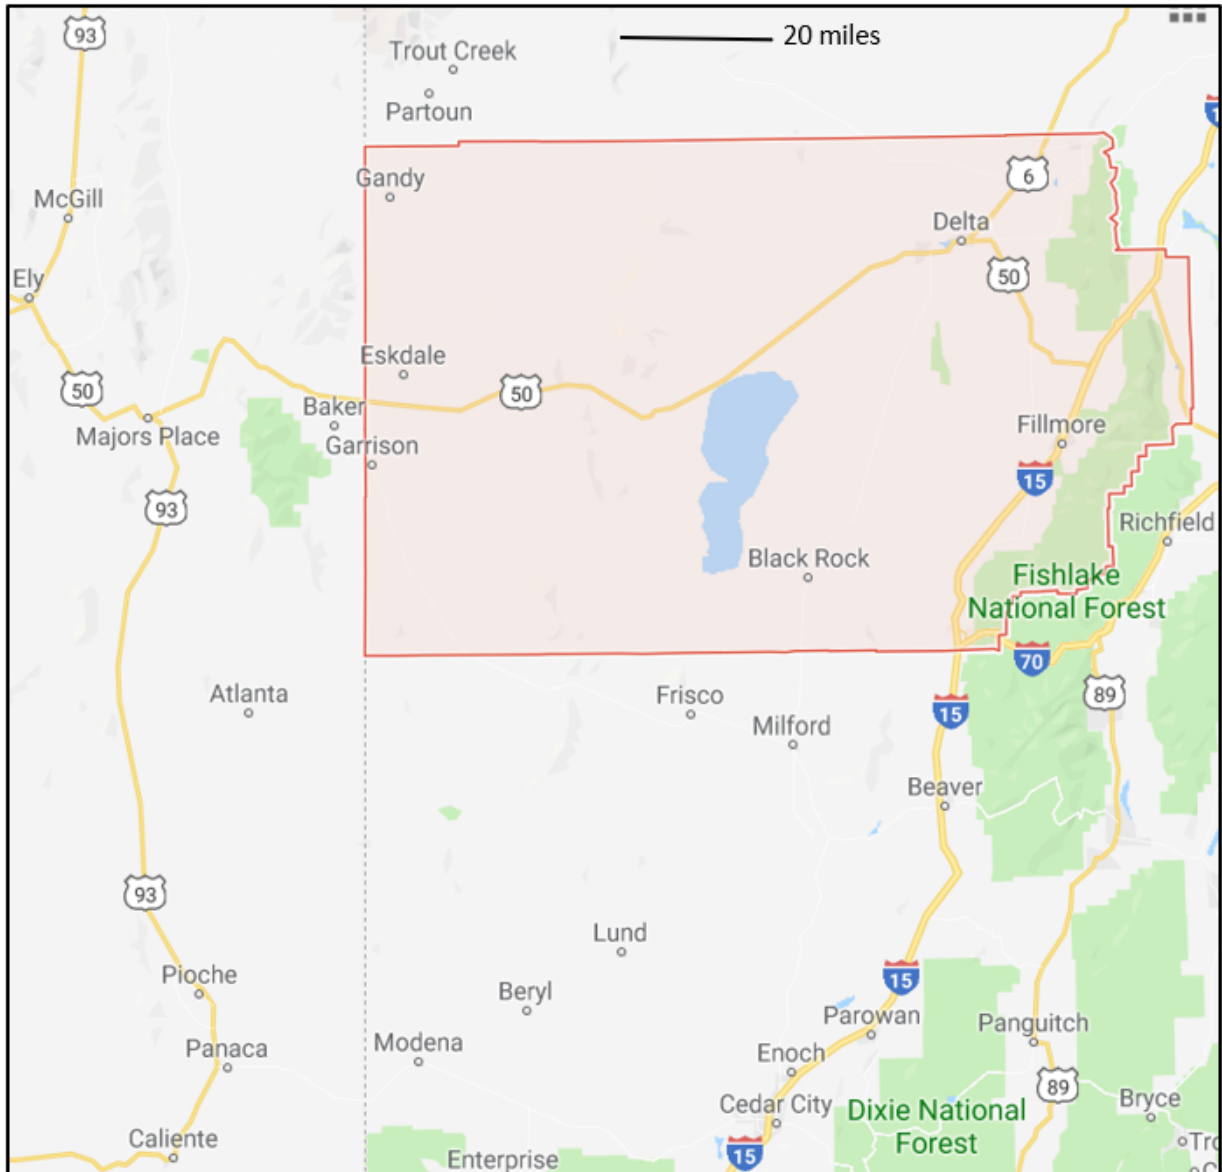 93
20 miles
Trout Creek
Partoun
Gandy
6
McGill
Delta
Ely
50
Eskdale
50
50
Baker
Majors Place
Garrison
Fillmore
93
15
Richfield
Black Rock
Fishlake
National Forest
70
Atlanta
Frisco
89
15
Milford
Beaver
93
Lund
Pioche
15
Beryl
Parowan
Panguitch
Modena
Panaca
Enoch
89
Cedar City
Bryce
Dixie National
Forest
Caliente
15
Enterprise